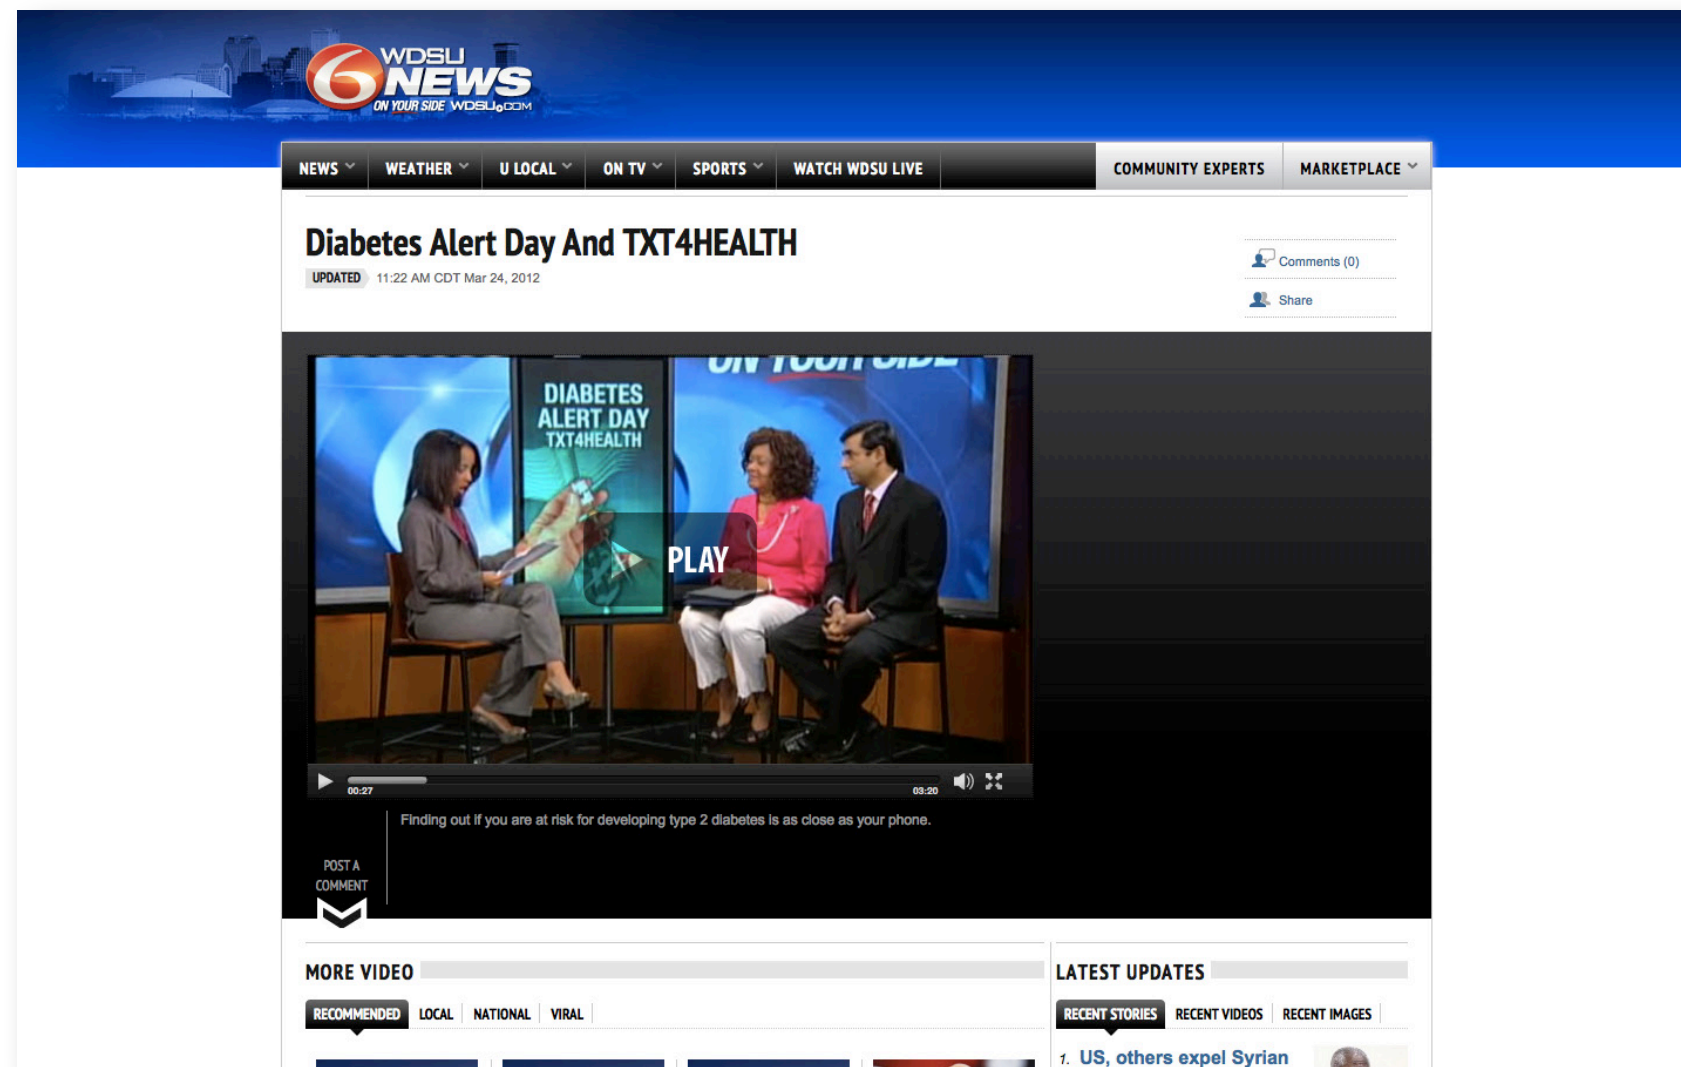 6 WDSU
NEWS
ON YOUR SIDE WDSU.COM
NEWS WEATHER U LOCAL ON TV SPORTS WATCH WDSU LIVE COMMUNITY EXPERTS MARKETPLACE
Diabetes Alert Day And TXT4HEALTH
UPDATED 11:22 AM CDT Mar 24, 2012
Comments (0)
Share
ON YOUR SIDE
DIABETES
ALERT DAY
TXT4HEALTH
PLAY
00:27 03:20
Finding out if you are at risk for developing type 2 diabetes is as close as your phone.
POST A
COMMENT
MORE VIDEO
RECOMMENDED LOCAL NATIONAL VIRAL
LATEST UPDATES
RECENT STORIES RECENT VIDEOS RECENT IMAGES
1. US, others expel Syrian